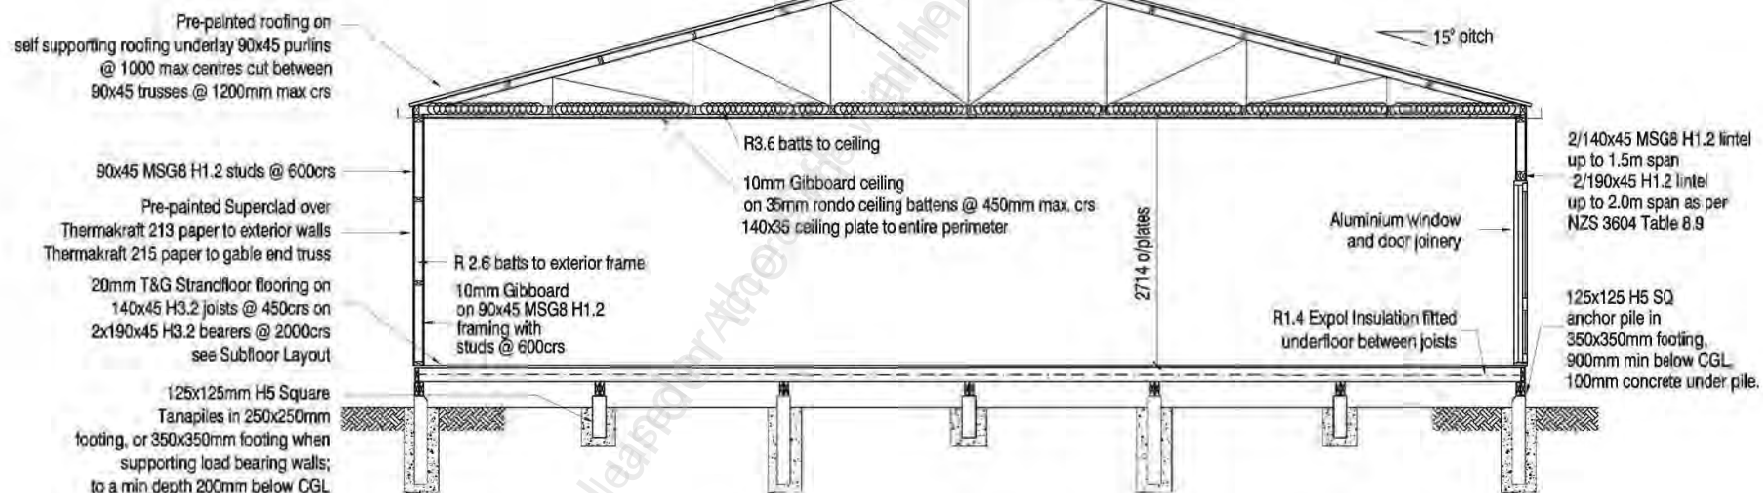 Pre-painted roofing on
self supporting roofing underlay 90x45 purlins
@ 1000 max centres cut between
90x45 trusses @ 1200mm max crs
90x45 MSG8 H1.2 studs @ 600crs
Pre-painted Superclad over
Thermakraft 213 paper to exterior walls
Thermakraft 215 paper to gable end truss
20mm T&G Strandfloor flooring on
140x45 H3.2 joists @ 450crs on
2x190x45 H3.2 bearers @ 2000crs
see Subfloor Layout
125x125mm H5 Square
Tanapiles in 250x250mm
footing, or 350x350mm footing when
supporting load bearing walls;
to a min depth 200mm below CGL
R3.6 batts to ceiling
10mm Gibboard ceiling
on 35mm rondo ceiling battens @ 450mm max. crs
140x35 ceiling plate to entire perimeter
R 2.6 batts to exterior frame
10mm Gibboard
on 90x45 MSG8 H1.2
framing with
studs @ 600crs
2714 o/plates
15° pitch
Aluminium window
and door joinery
R1.4 Expol Insulation fitted
underfloor between joists
2/140x45 MSG8 H1.2 lintel
up to 1.5m span
2/190x45 H1.2 lintel
up to 2.0m span as per
NZS 3604 Table 8.9
125x125 H5 SQ
anchor pile in
350x350mm footing,
900mm min below CGL,
100mm concrete under pile.